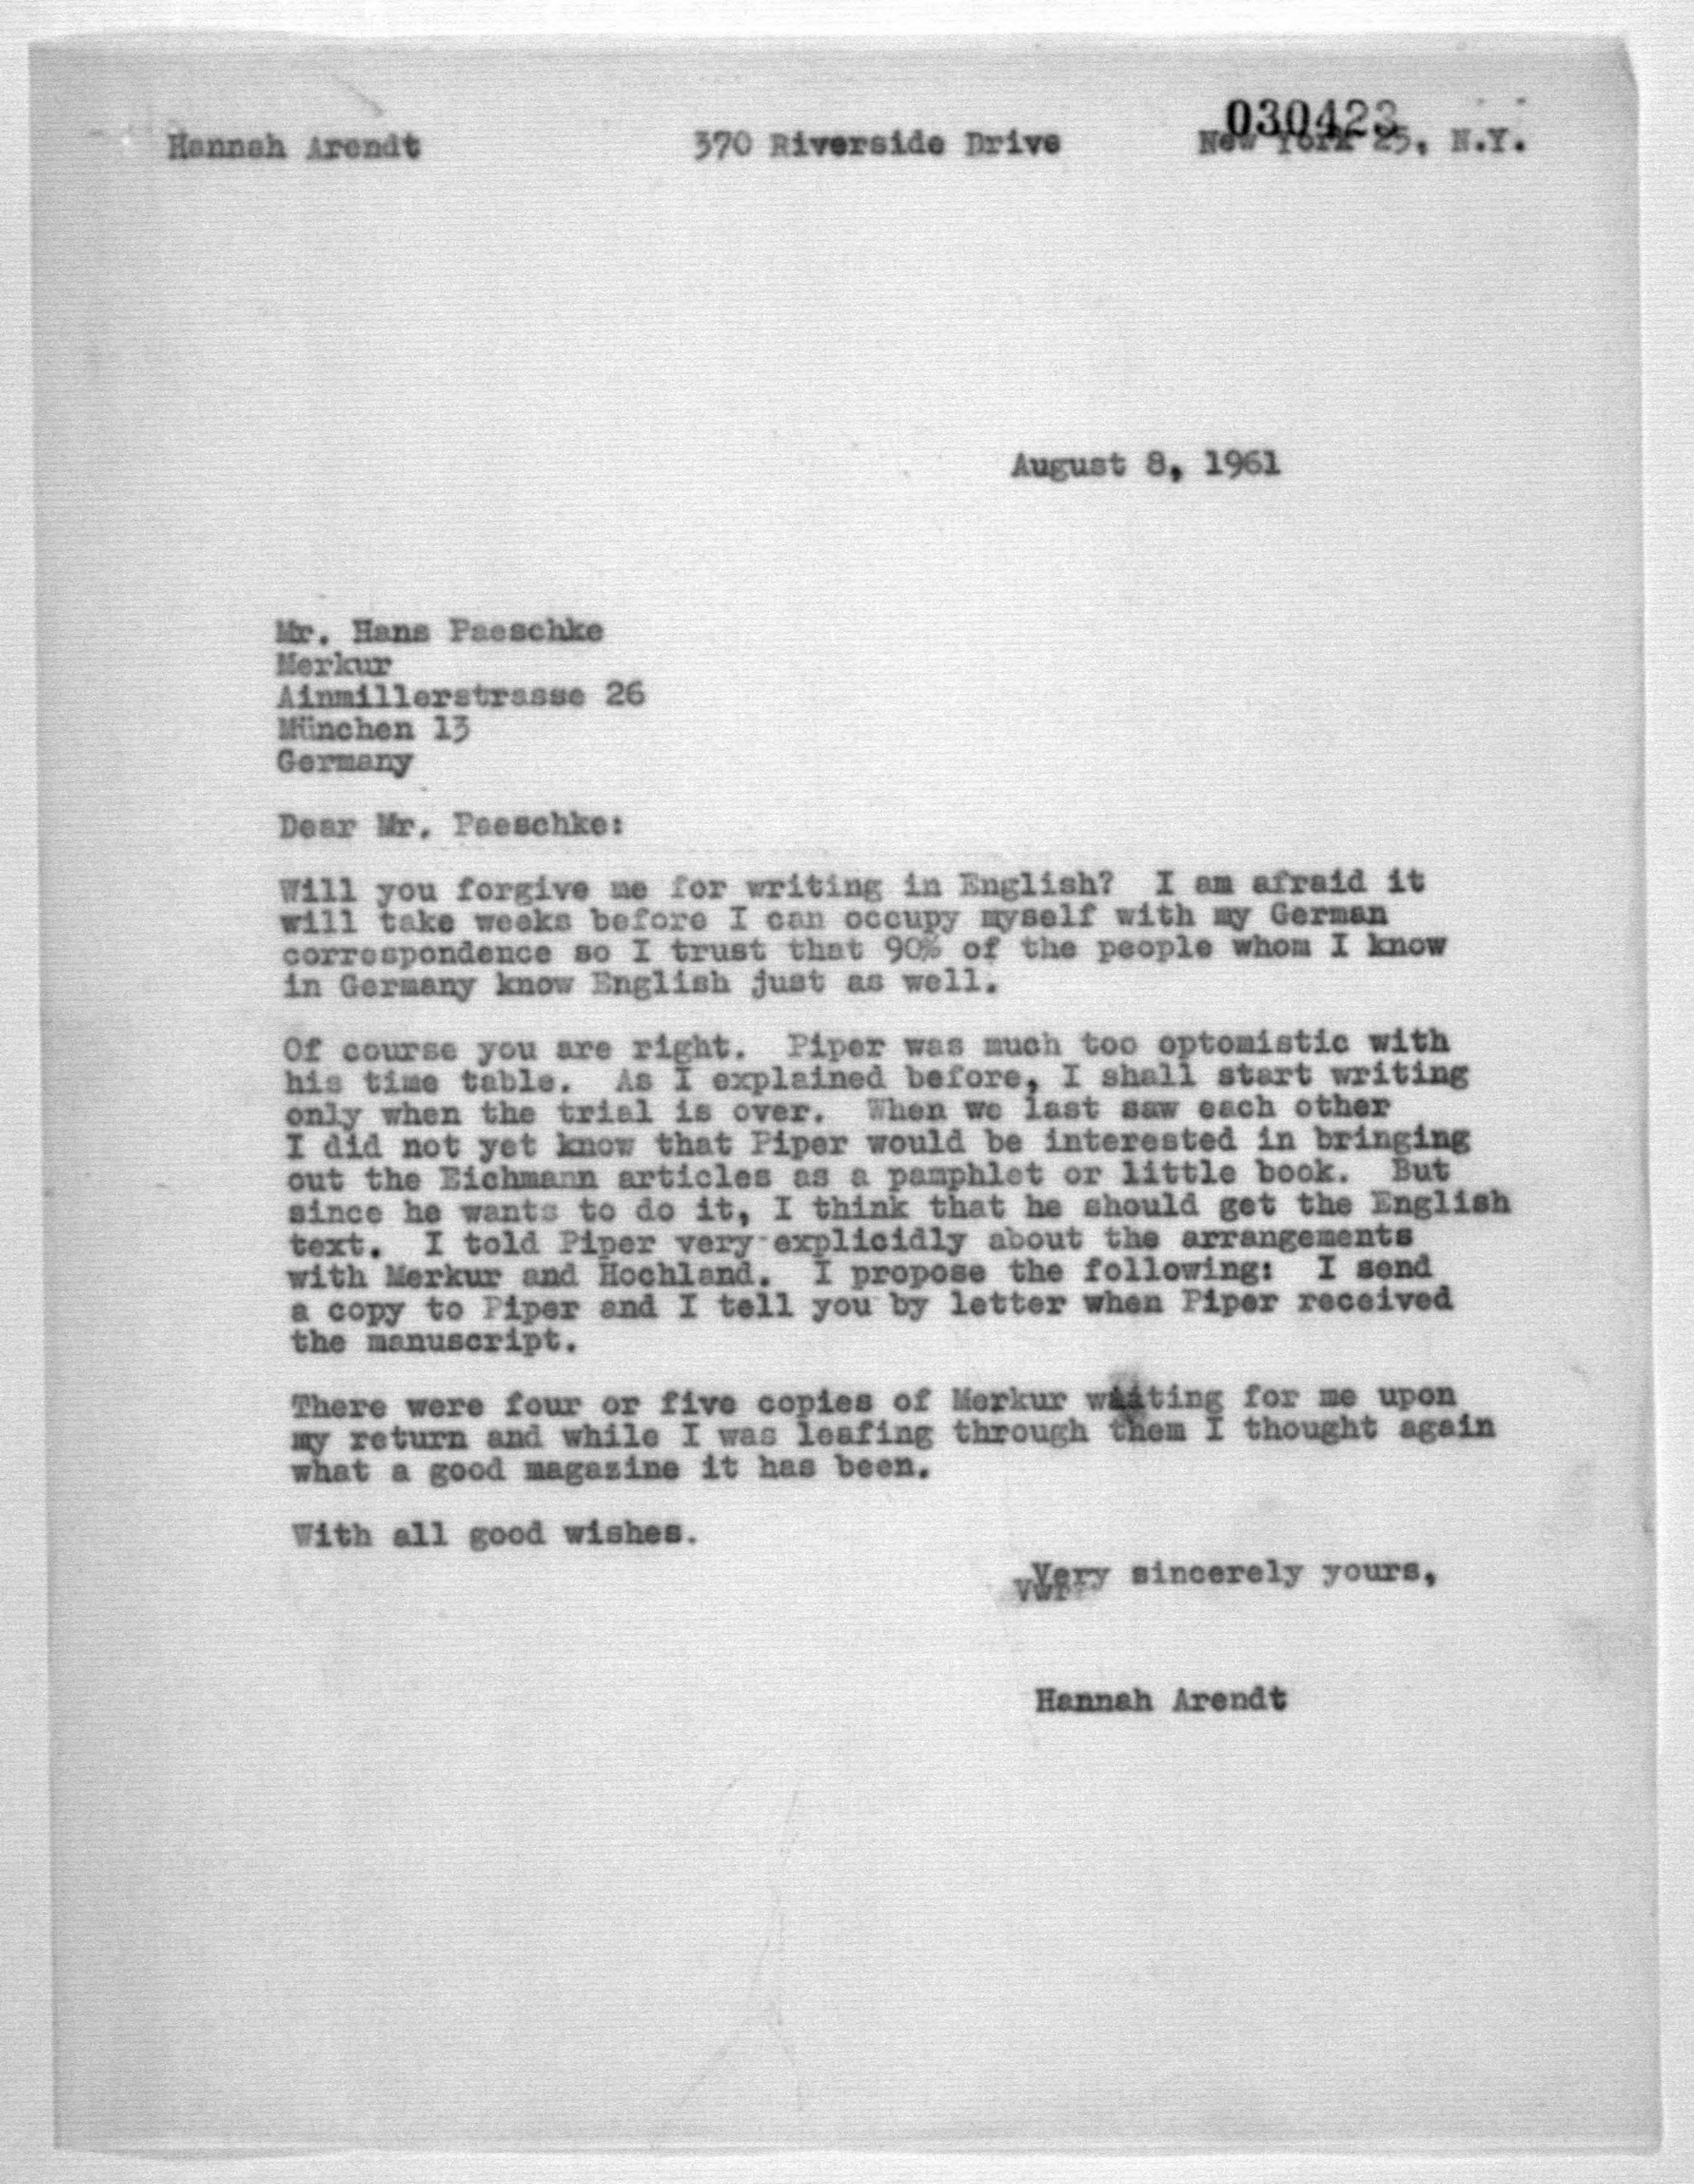 030423
Hannah Arendt 370 Riverside Drive New York 25, N.Y.
August 8, 1961
Mr. Hans Paeschke
Merkur
Ainmillerstrasse 26
München 13
Germany
Dear Mr. Paeschke:
Will you forgive me for writing in English? I am afraid it
will take weeks before I can occupy myself with my German
correspondence so I trust that 90% of the people whom I know
in Germany know English just as well.
Of course you are right. Piper was much too optomistic with
his time table. As I explained before, I shall start writing
only when the trial is over. When we last saw each other
I did not yet know that Piper would be interested in bringing
out the Eichmann articles as a pamphlet or little book. But
since he wants to do it, I think that he should get the English
text. I told Piper very explicidly about the arrangements
with Merkur and Hochland. I propose the following: I send
a copy to Piper and I tell you by letter when Piper received
the manuscript.
There were four or five copies of Merkur waiting for me upon
my return and while I was leafing through them I thought again
what a good magazine it has been.
With all good wishes.
Very sincerely yours,
Hannah Arendt